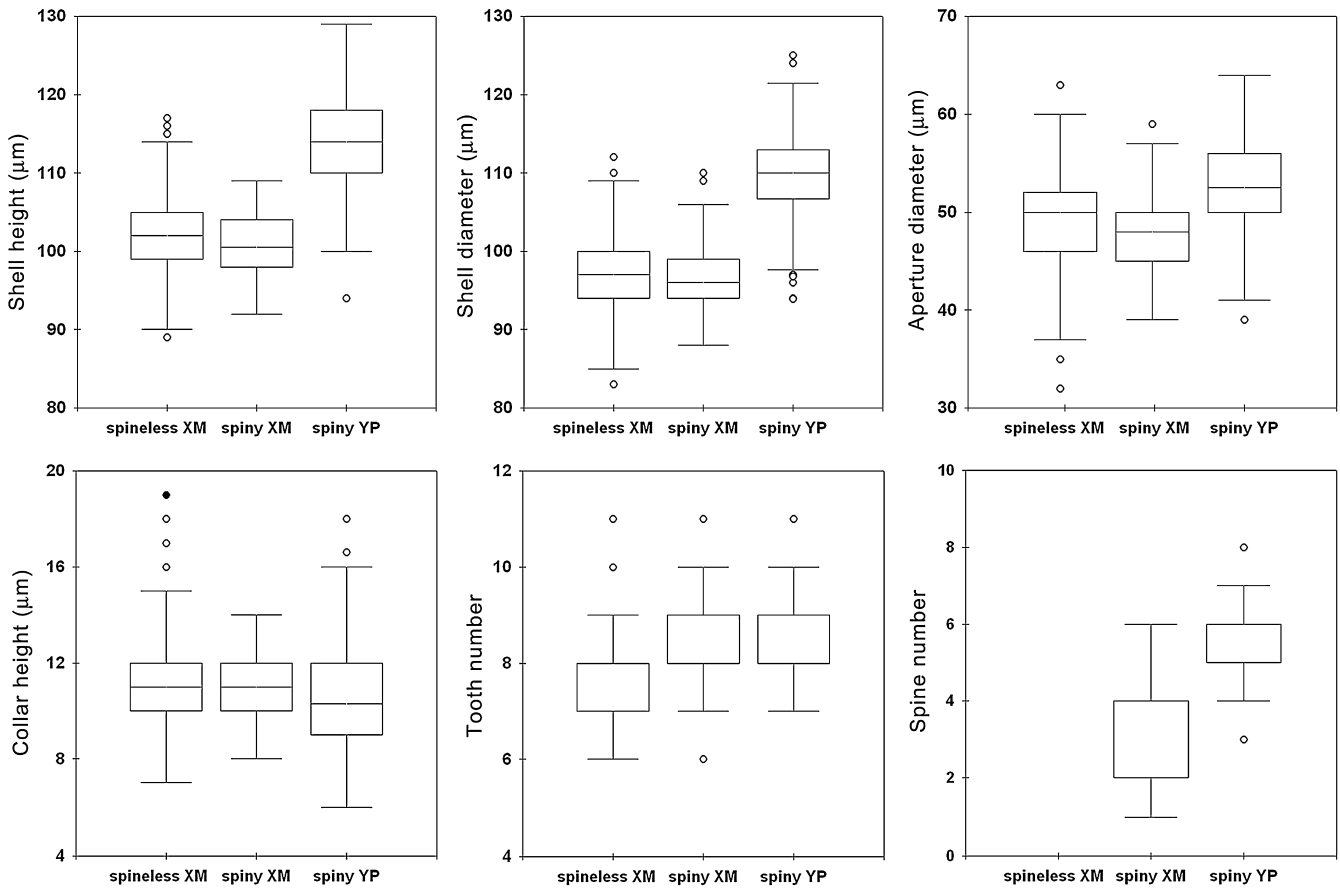 Shell height (μm)
130
120
110
100
90
80
spineless XM spiny XM spiny YP
Shell diameter (μm)
130
120
110
100
90
80
spineless XM spiny XM spiny YP
Aperture diameter (μm)
70
60
50
40
30
spineless XM spiny XM spiny YP
Collar height (μm)
20
16
12
8
4
spineless XM spiny XM spiny YP
Tooth number
12
10
8
6
4
spineless XM spiny XM spiny YP
Spine number
10
8
6
4
2
0
spineless XM spiny XM spiny YP